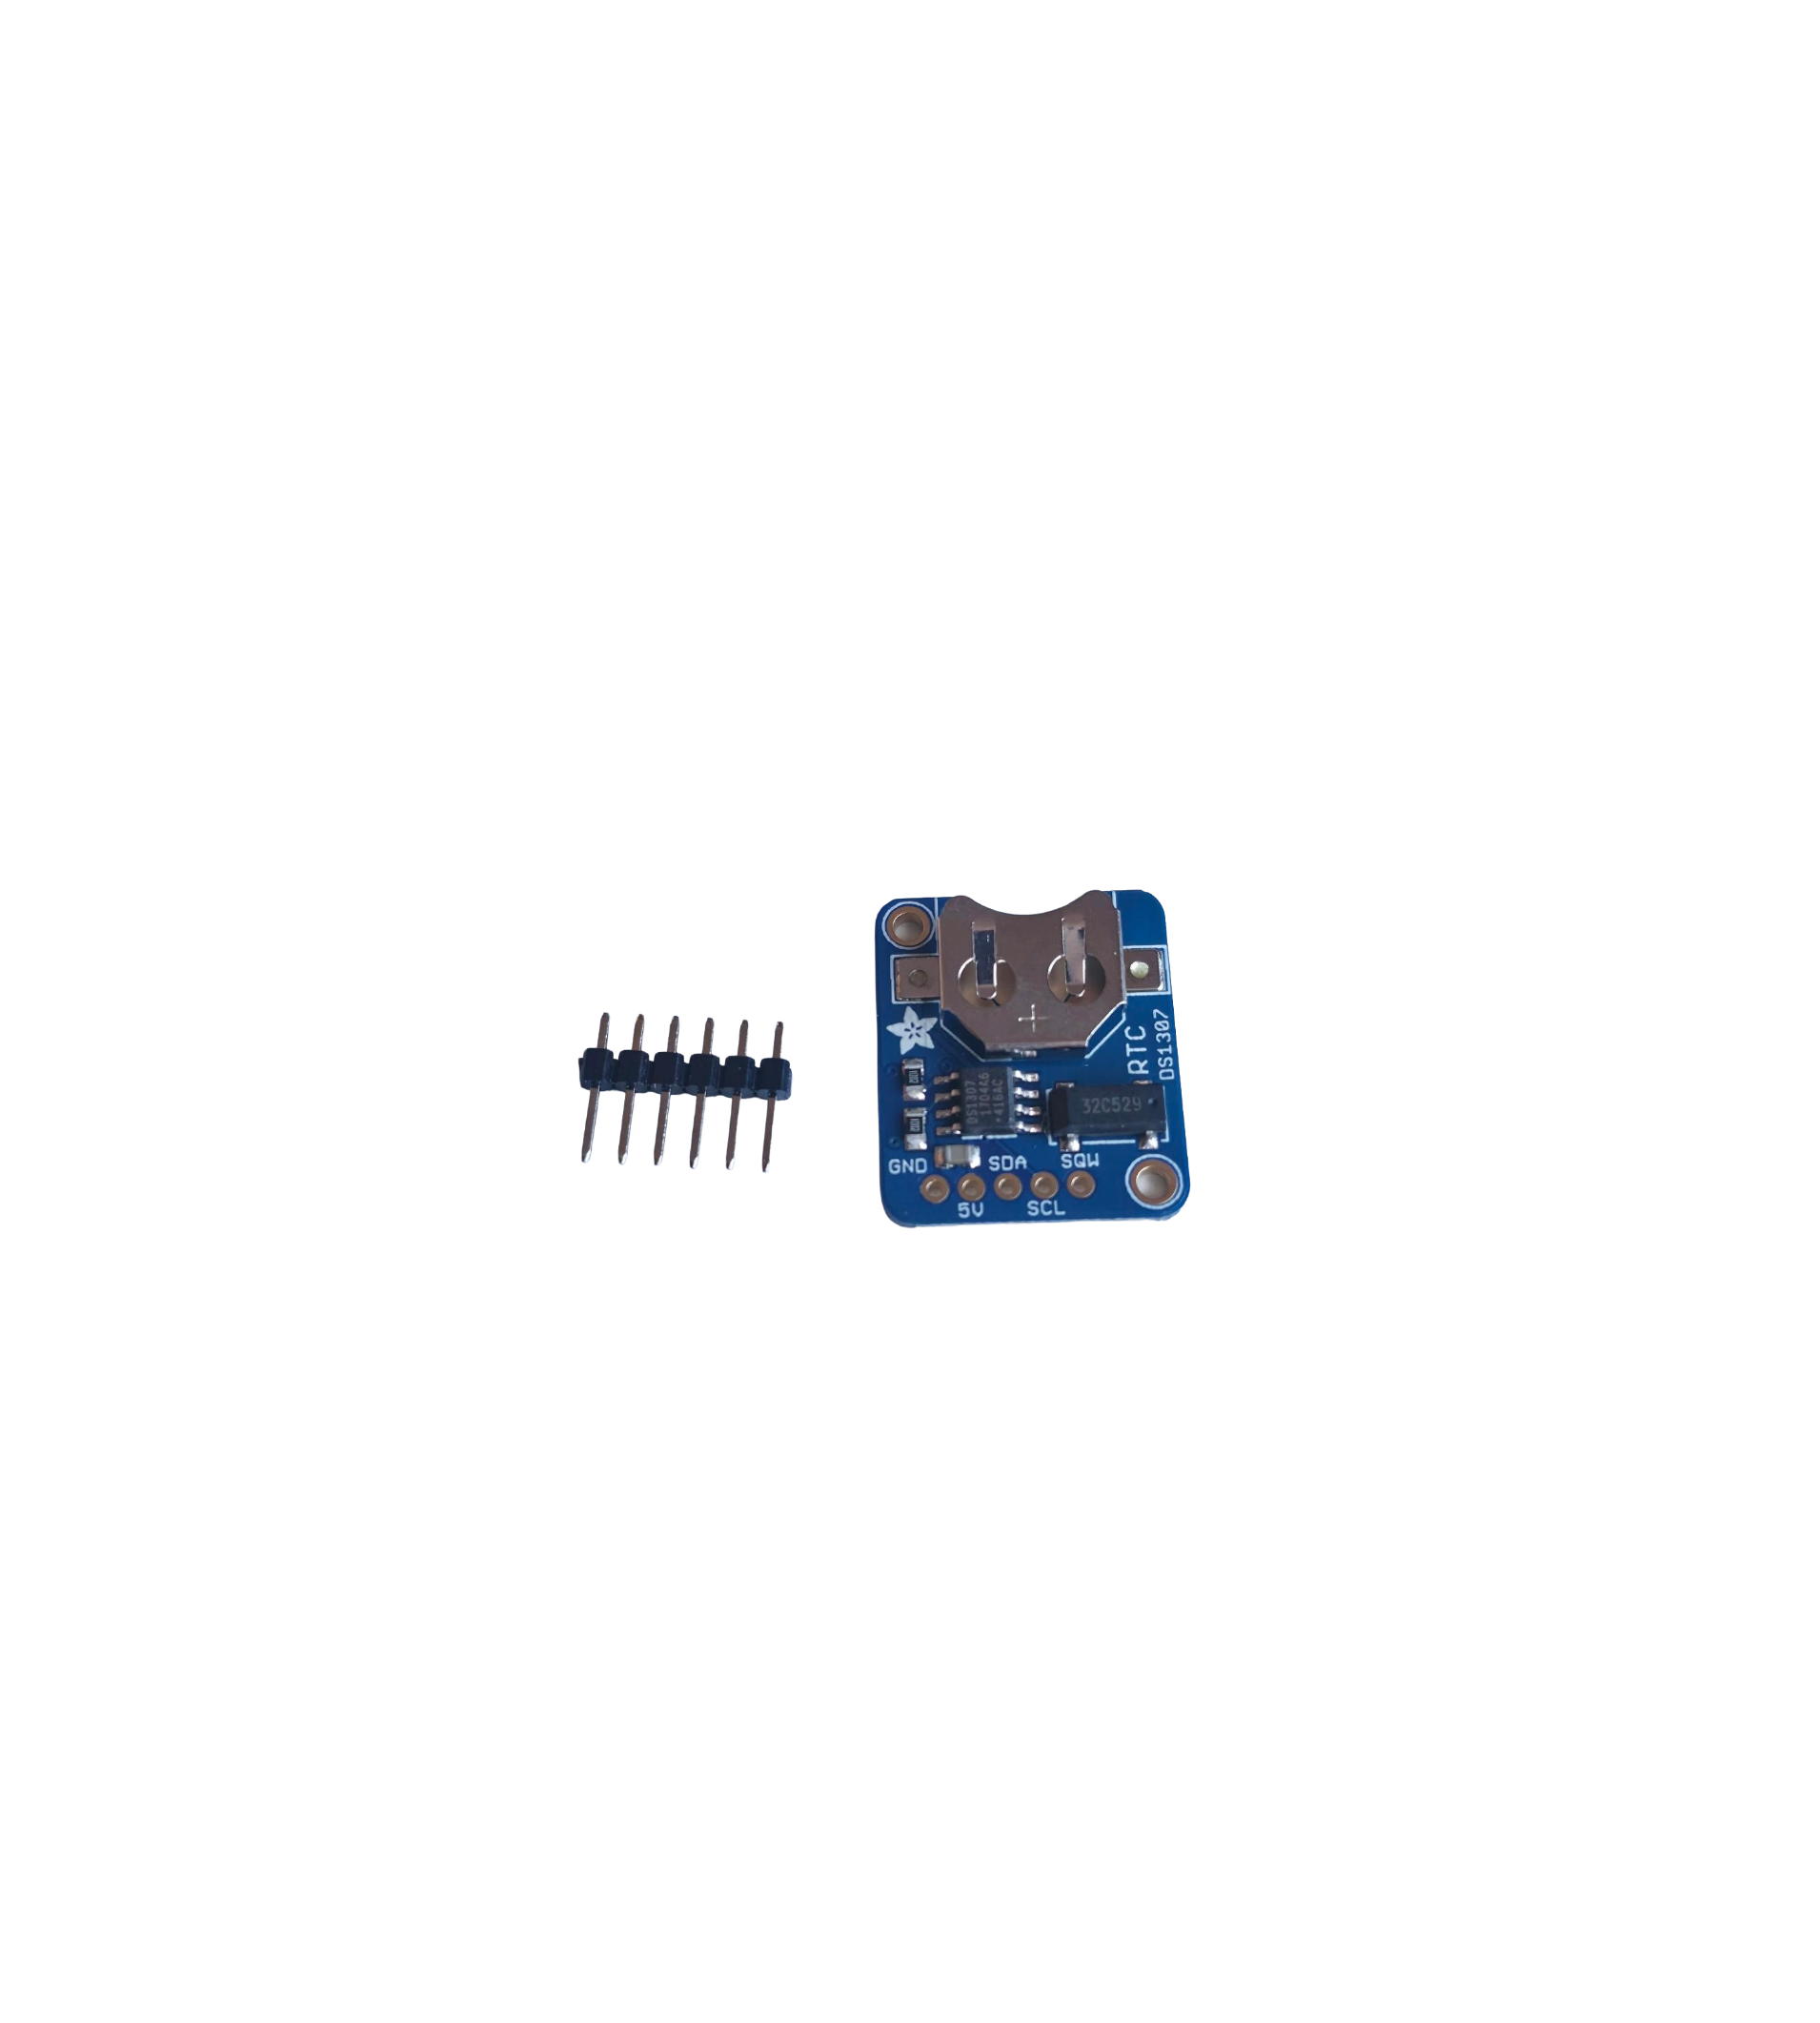 RTC
DS1307
DS1307
1704A6
+416AC
32C529
GND
SDA
SQW
5V
SCL